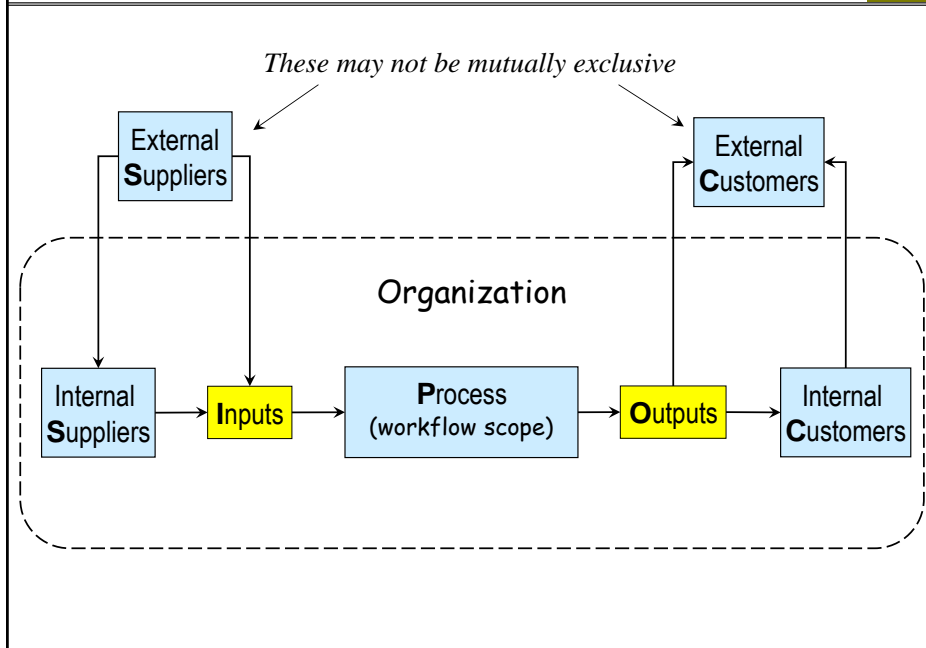 These may not be mutually exclusive
External
Suppliers
External
Customers
Organization
Internal
Suppliers
Inputs
Process
(workflow scope)
Outputs
Internal
Customers